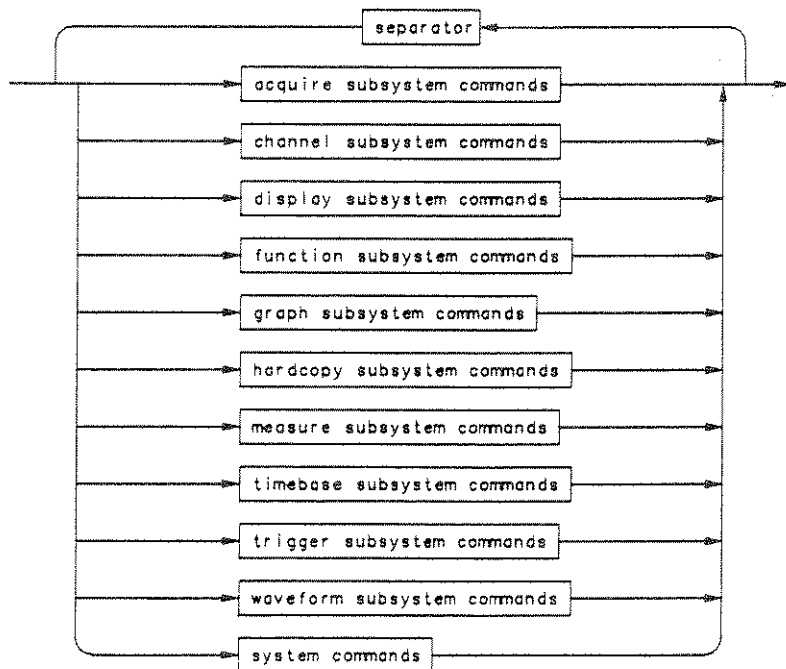 separator
acquire subsystem commands
channel subsystem commands
display subsystem commands
function subsystem commands
graph subsystem commands
hardcopy subsystem commands
measure subsystem commands
timebase subsystem commands
trigger subsystem commands
waveform subsystem commands
system commands